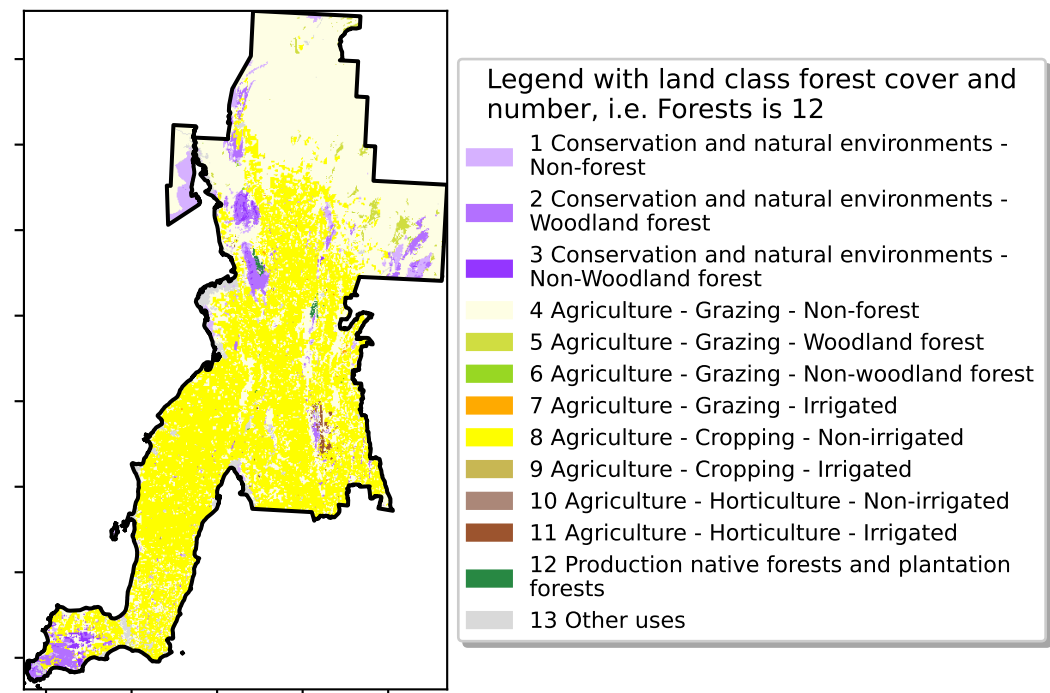 Legend with land class forest cover and
number, i.e. Forests is 12
1 Conservation and natural environments -
Non-forest
2 Conservation and natural environments -
Woodland forest
3 Conservation and natural environments -
Non-Woodland forest
4 Agriculture - Grazing - Non-forest
5 Agriculture - Grazing - Woodland forest
6 Agriculture - Grazing - Non-woodland forest
7 Agriculture - Grazing - Irrigated
8 Agriculture - Cropping - Non-irrigated
9 Agriculture - Cropping - Irrigated
10 Agriculture - Horticulture - Non-irrigated
11 Agriculture - Horticulture - Irrigated
12 Production native forests and plantation
forests
13 Other uses